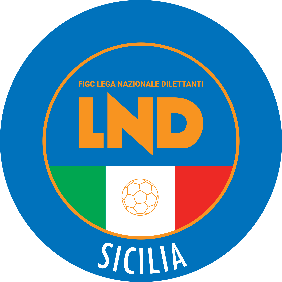 FIGC LEGA NAZIONALE DILETTANTI
LND
SICILIA